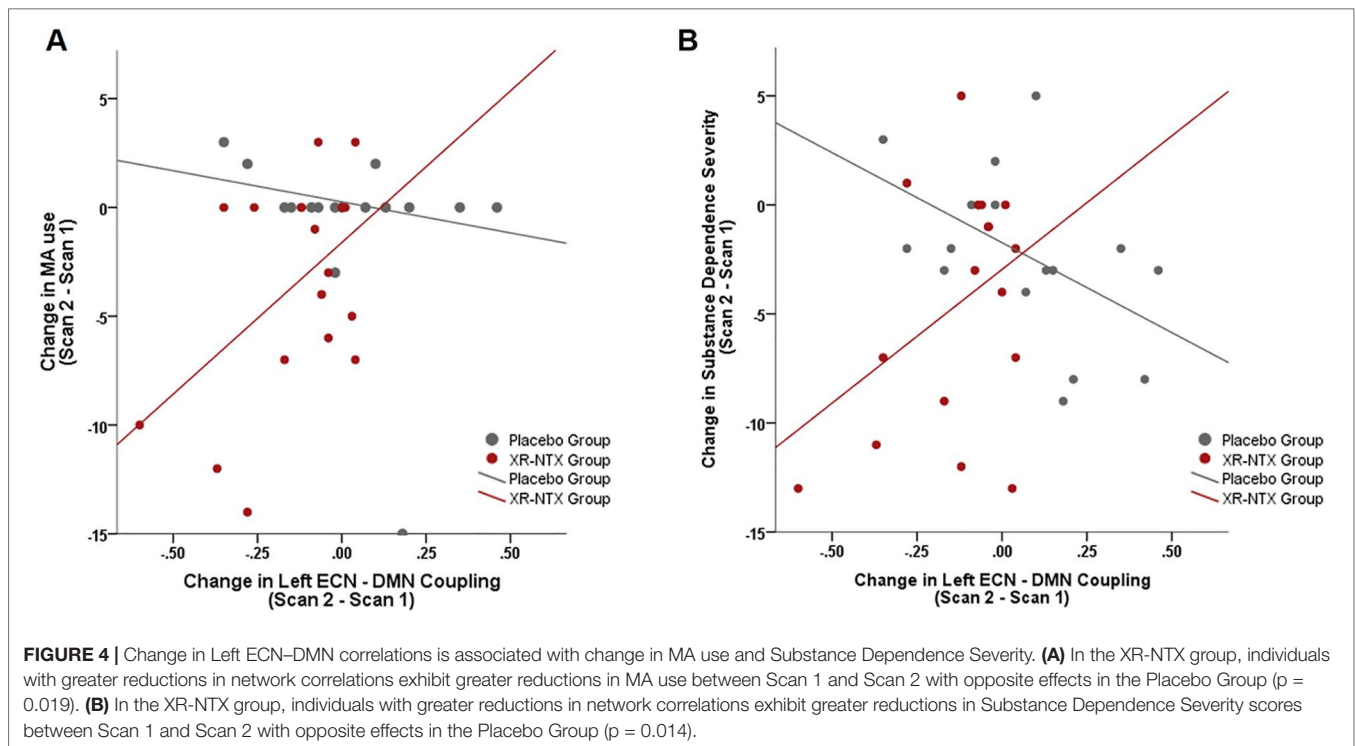 A
Change in MA use
(Scan 2 - Scan 1)
5
0
-5
-10
-15
-.50
-.25
.00
.25
.50
Change in Left ECN - DMN Coupling
(Scan 2 - Scan 1)
Placebo Group
XR-NTX Group
Placebo Group
XR-NTX Group
B
Change in Substance Dependence Severity
(Scan 2 - Scan 1)
5
0
-5
-10
-15
-.50
-.25
.00
.25
.50
Change in Left ECN - DMN Coupling
(Scan 2 - Scan 1)
Placebo Group
XR-NTX Group
Placebo Group
XR-NTX Group
FIGURE 4 | Change in Left ECN–DMN correlations is associated with change in MA use and Substance Dependence Severity. (A) In the XR-NTX group, individuals
with greater reductions in network correlations exhibit greater reductions in MA use between Scan 1 and Scan 2 with opposite effects in the Placebo Group (p =
0.019). (B) In the XR-NTX group, individuals with greater reductions in network correlations exhibit greater reductions in Substance Dependence Severity scores
between Scan 1 and Scan 2 with opposite effects in the Placebo Group (p = 0.014).